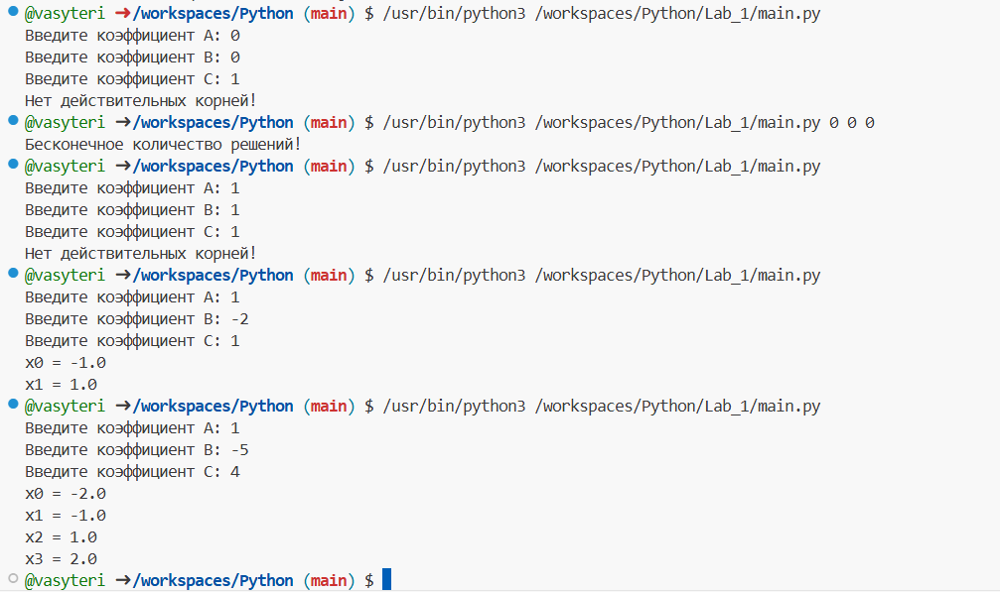 @vasyteri ➜/workspaces/Python (main) $ /usr/bin/python3 /workspaces/Python/Lab_1/main.py
Введите коэффициент A: 0
Введите коэффициент B: 0
Введите коэффициент C: 1
Нет действительных корней!
@vasyteri ➜/workspaces/Python (main) $ /usr/bin/python3 /workspaces/Python/Lab_1/main.py 0 0 0
Бесконечное количество решений!
@vasyteri ➜/workspaces/Python (main) $ /usr/bin/python3 /workspaces/Python/Lab_1/main.py
Введите коэффициент A: 1
Введите коэффициент B: 1
Введите коэффициент C: 1
Нет действительных корней!
@vasyteri ➜/workspaces/Python (main) $ /usr/bin/python3 /workspaces/Python/Lab_1/main.py
Введите коэффициент A: 1
Введите коэффициент B: -2
Введите коэффициент C: 1
x0 = -1.0
x1 = 1.0
@vasyteri ➜/workspaces/Python (main) $ /usr/bin/python3 /workspaces/Python/Lab_1/main.py
Введите коэффициент A: 1
Введите коэффициент B: -5
Введите коэффициент C: 4
x0 = -2.0
x1 = -1.0
x2 = 1.0
x3 = 2.0
@vasyteri ➜/workspaces/Python (main) $